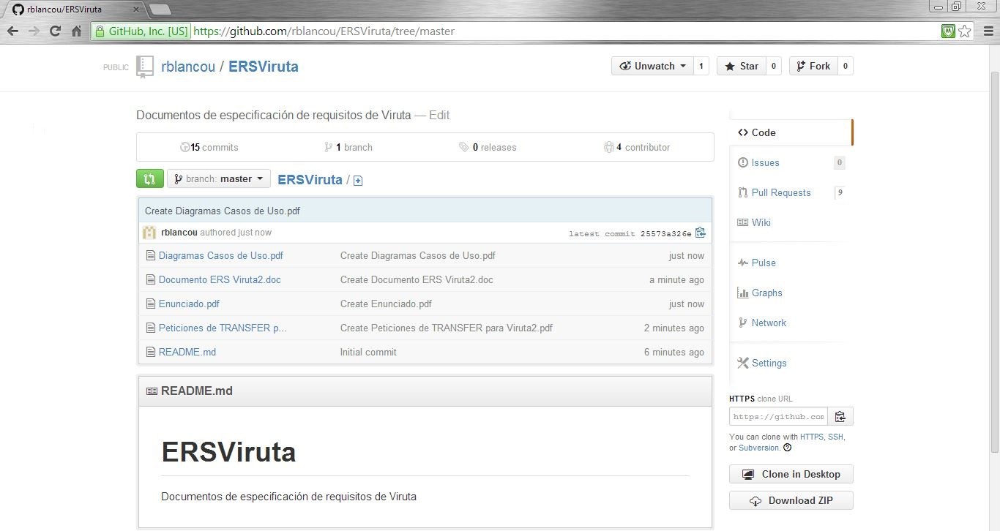 rblancou/ERSViruta
GitHub, Inc. [US] https://github.com/rblancou/ERSViruta/tree/master
PUBLIC rblancou / ERSViruta
Unwatch 1 Star 0 Fork 0
Documentos de especificación de requisitos de Viruta — Edit
15 commits 1 branch 0 releases 4 contributor
branch: master ERSViruta /
Create Diagramas Casos de Uso.pdf
rblancou authored just now latest commit 25573a326e
Diagramas Casos de Uso.pdf Create Diagramas Casos de Uso.pdf just now
Documento ERS Viruta2.doc Create Documento ERS Viruta2.doc a minute ago
Enunciado.pdf Create Enunciado.pdf just now
Peticiones de TRANSFER p... Create Peticiones de TRANSFER para Viruta2.pdf 2 minutes ago
README.md Initial commit 6 minutes ago
README.md
ERSViruta
Documentos de especificación de requisitos de Viruta
Code
Issues 0
Pull Requests 9
Wiki
Pulse
Graphs
Network
Settings
HTTPS clone URL
https://github.com
You can clone with HTTPS, SSH,
or Subversion.
Clone in Desktop
Download ZIP